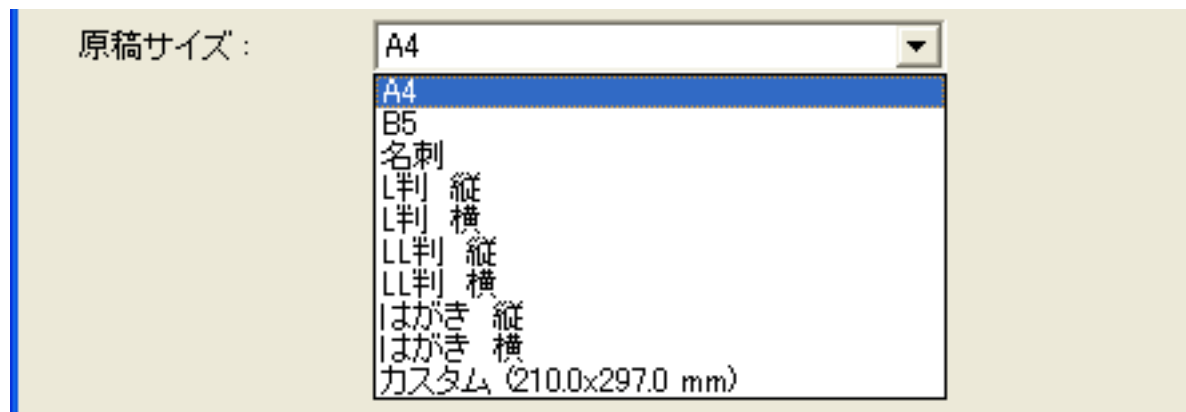 原稿サイズ：
A4
A4
B5
名刺
L判 縦
L判 横
LL判 縦
LL判 横
はがき 縦
はがき 横
カスタム (210.0x297.0 mm)